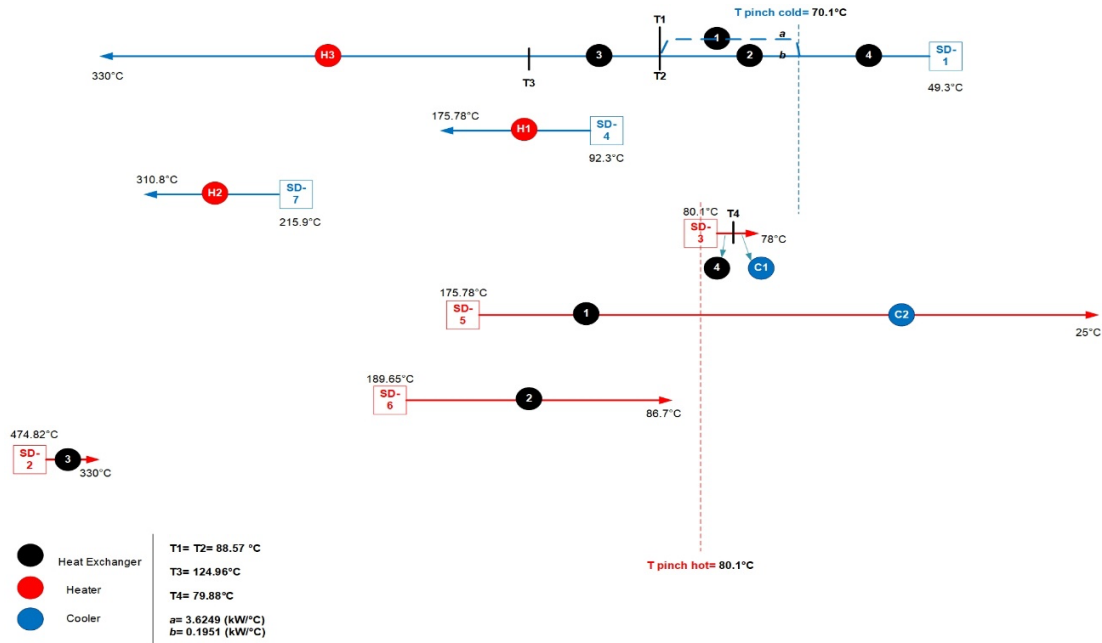 T1
T pinch cold= 70.1°C
1
a
H3
3
2
b
4
SD-
1
330°C
T3
T2
49.3°C
175.78°C
H1
SD-
4
92.3°C
310.8°C
H2
SD-
7
215.9°C
80.1°C
T4
SD-
3
78°C
4
C1
175.78°C
SD-
5
1
C2
25°C
189.65°C
SD-
6
2
86.7°C
474.82°C
SD-
2
3
330°C
Heat Exchanger
Heater
Cooler
T1= T2= 88.57 °C
T3= 124.96°C
T4= 79.88°C
a= 3.6249 (kW/°C)
b= 0.1951 (kW/°C)
T pinch hot= 80.1°C